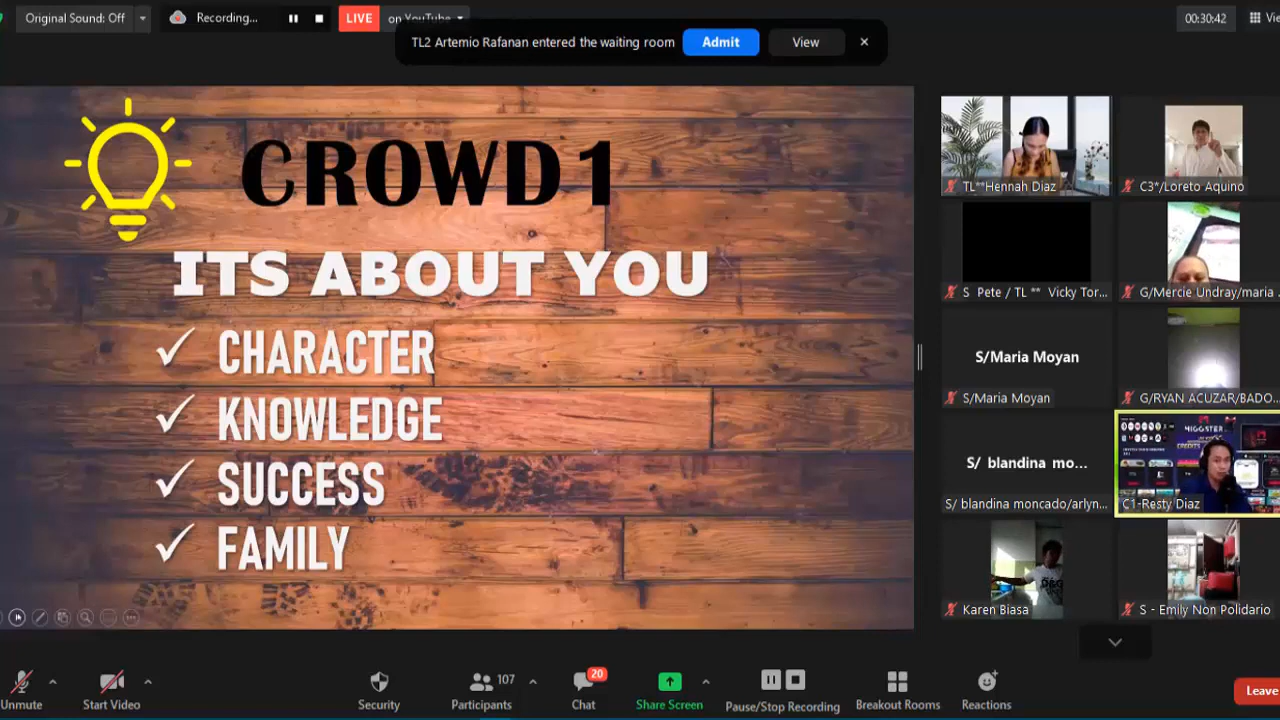 Original Sound: Off
Recording...
LIVE
on YouTube
00:30:42
TL2 Artemio Rafanan entered the waiting room
Admit
View
CROWD1
ITS ABOUT YOU
CHARACTER
KNOWLEDGE
SUCCESS
FAMILY
TL**Hennah Diaz
C3*/Loreto Aquino
S Pete / TL ** Vicky Tor...
G/Mercie Undray/maria
S/Maria Moyan
S/Maria Moyan
G/RYAN ACUZAR/BADO...
S/ blandina mo...
S/ blandina moncado/arlyn...
C1-Resty Diaz
Karen Biasa
S - Emily Non Polidario
Unmute
Start Video
Security
107
Participants
20
Chat
Share Screen
Pause/Stop Recording
Breakout Rooms
Reactions
Leave